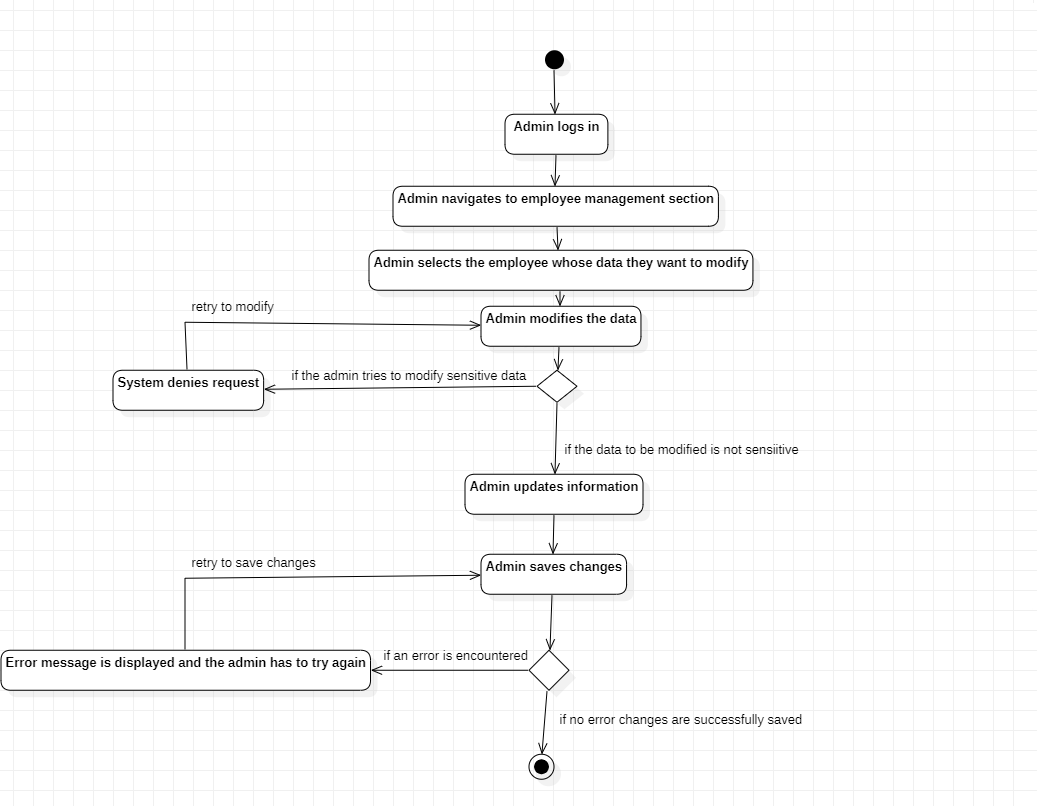 Admin logs in
Admin navigates to employee management section
Admin selects the employee whose data they want to modify
retry to modify
Admin modifies the data
System denies request
if the admin tries to modify sensitive data
if the data to be modified is not sensiitive
Admin updates information
retry to save changes
Admin saves changes
Error message is displayed and the admin has to try again
if an error is encountered
if no error changes are successfully saved